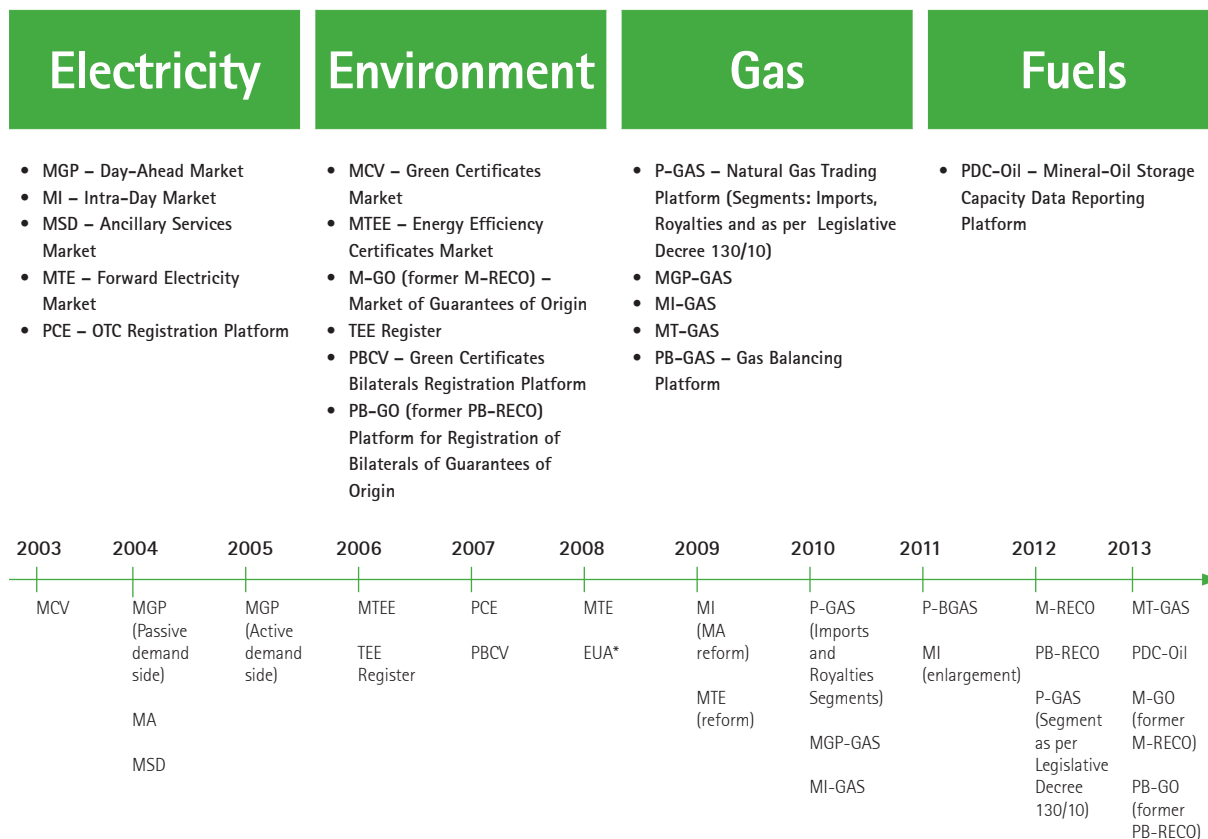 Electricity
• MGP – Day-Ahead Market
• MI – Intra-Day Market
• MSD – Ancillary Services
Market
• MTE – Forward Electricity
Market
• PCE – OTC Registration Platform
Environment
• MCV – Green Certificates
Market
• MTEE – Energy Efficiency
Certificates Market
• M-GO (former M-RECO) –
Market of Guarantees of Origin
• TEE Register
• PBCV – Green Certificates
Bilaterals Registration Platform
• PB-GO (former PB-RECO)
Platform for Registration of
Bilaterals of Guarantees of
Origin
Gas
• P-GAS – Natural Gas Trading
Platform (Segments: Imports,
Royalties and as per Legislative
Decree 130/10)
• MGP-GAS
• MI-GAS
• MT-GAS
• PB-GAS – Gas Balancing
Platform
Fuels
• PDC-Oil – Mineral-Oil Storage
Capacity Data Reporting
Platform
2003
MCV
2004
MGP
(Passive
demand
side)
MA
MSD
2005
MGP
(Active
demand
side)
2006
MTEE
TEE
Register
2007
PCE
PBCV
2008
MTE
EUA*
2009
MI
(MA
reform)
MTE
(reform)
2010
P-GAS
(Imports
and
Royalties
Segments)
MGP-GAS
MI-GAS
2011
P-BGAS
MI
(enlargement)
2012
M-RECO
PB-RECO
P-GAS
(Segment
as per
Legislative
Decree
130/10)
2013
MT-GAS
PDC-Oil
M-GO
(former
M-RECO)
PB-GO
(former
PB-RECO)